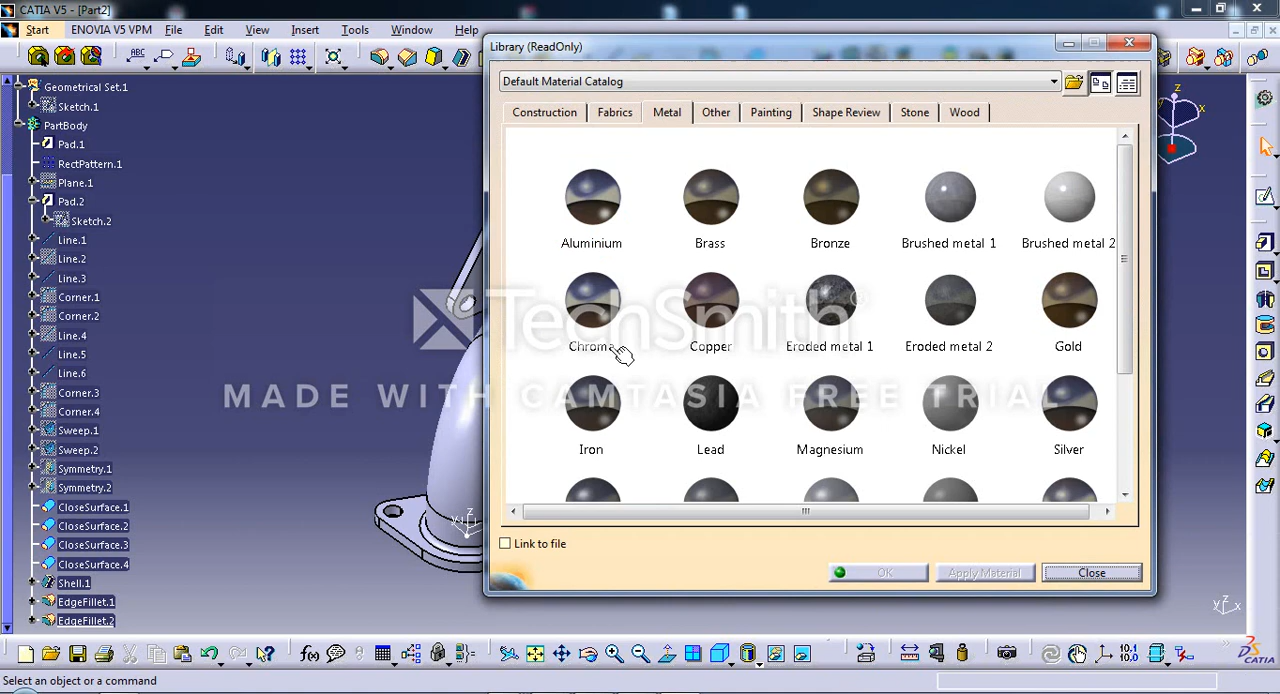 CATIA V5 - [Part2]
Start ENOVIA V5 VPM File Edit View Insert Tools Window Help
ABC
Geometrical Set.1
Sketch.1
PartBody
Pad.1
RectPattern.1
Plane.1
Pad.2
Sketch.2
Line.1
Line.2
Line.3
Corner.1
Corner.2
Line.4
Line.5
Line.6
Corner.3
Corner.4
Sweep.1
Sweep.2
Symmetry.1
Symmetry.2
CloseSurface.1
CloseSurface.2
CloseSurface.3
CloseSurface.4
Shell.1
EdgeFillet.1
EdgeFillet.2
Library (ReadOnly)
Default Material Catalog
Construction Fabrics Metal Other Painting Shape Review Stone Wood
Aluminium Brass Bronze Brushed metal 1 Brushed metal 2
Chrome Copper Eroded metal 1 Eroded metal 2 Gold
Iron Lead Magnesium Nickel Silver
Link to file
OK Apply Material Close
TechSmith®
MADE WITH CAMTASIA FREE TRIAL
z
x
z
y
z
y x
f(x)
10.1
10.0
CATIA
Select an object or a command